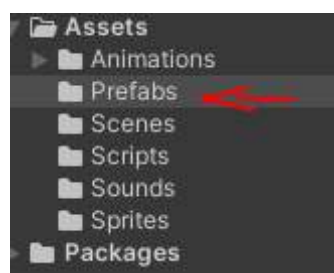 Assets
Animations
Prefabs
Scenes
Scripts
Sounds
Sprites
Packages